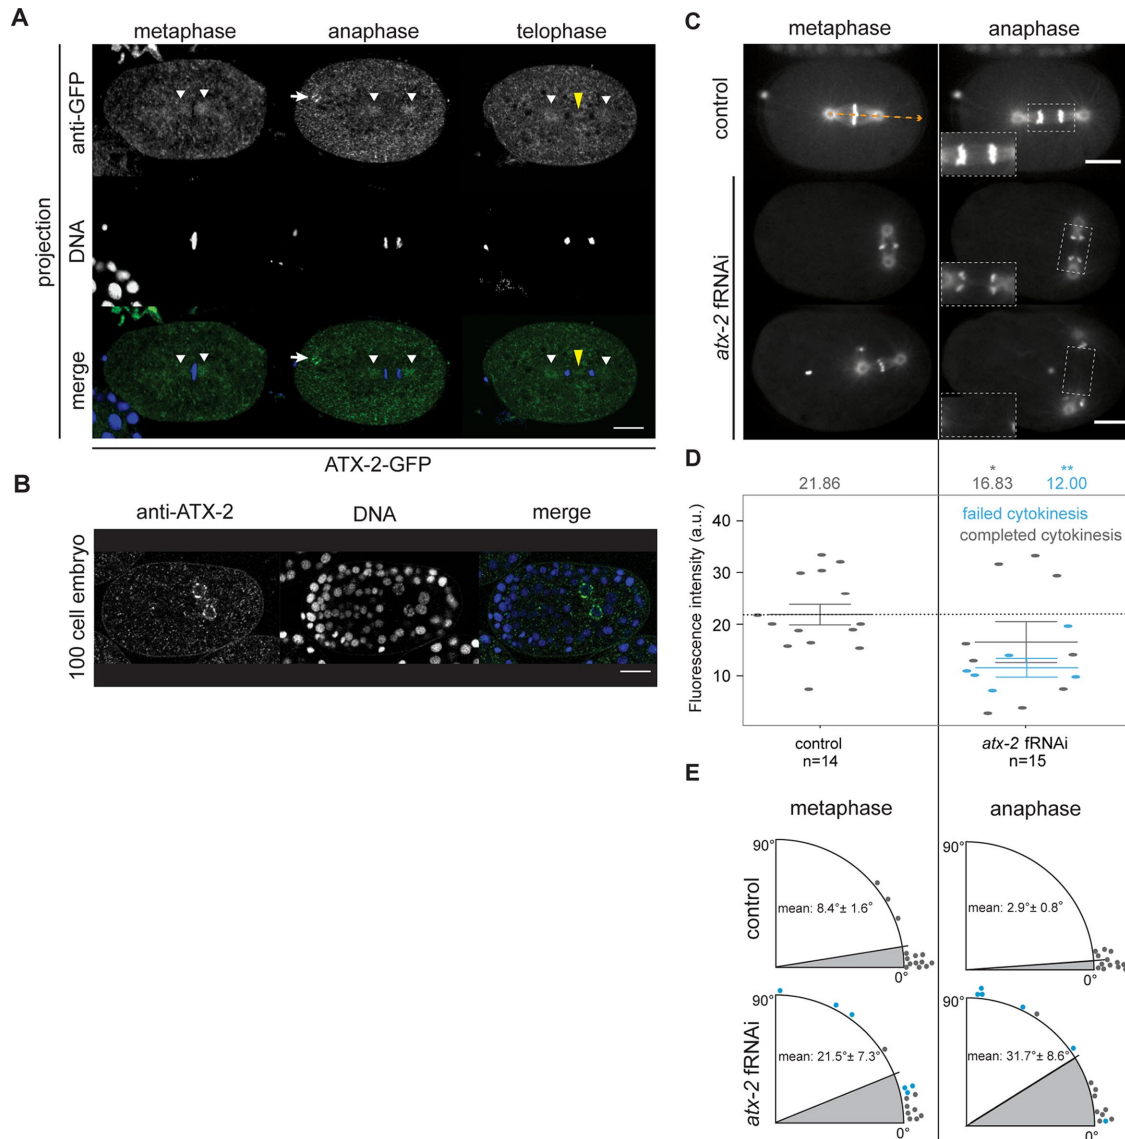 A
metaphase anaphase telophase
anti-GFP
DNA
merge
projection
ATX-2-GFP
B
anti-ATX-2 DNA merge
100 cell embryo
C
metaphase anaphase
control
atx-2 fRNAi
D
* **
21.86 16.83 12.00
failed cytokinesis
completed cytokinesis
Fluorescence intensity (a.u.)
40
30
20
10
control
n=14
atx-2 fRNAi
n=15
E
metaphase anaphase
control
90° 90°
mean: 8.4°± 1.6° mean: 2.9°± 0.8°
0° 0°
atx-2 fRNAi
90° 90°
mean: 21.5°± 7.3° mean: 31.7°± 8.6°
0° 0°